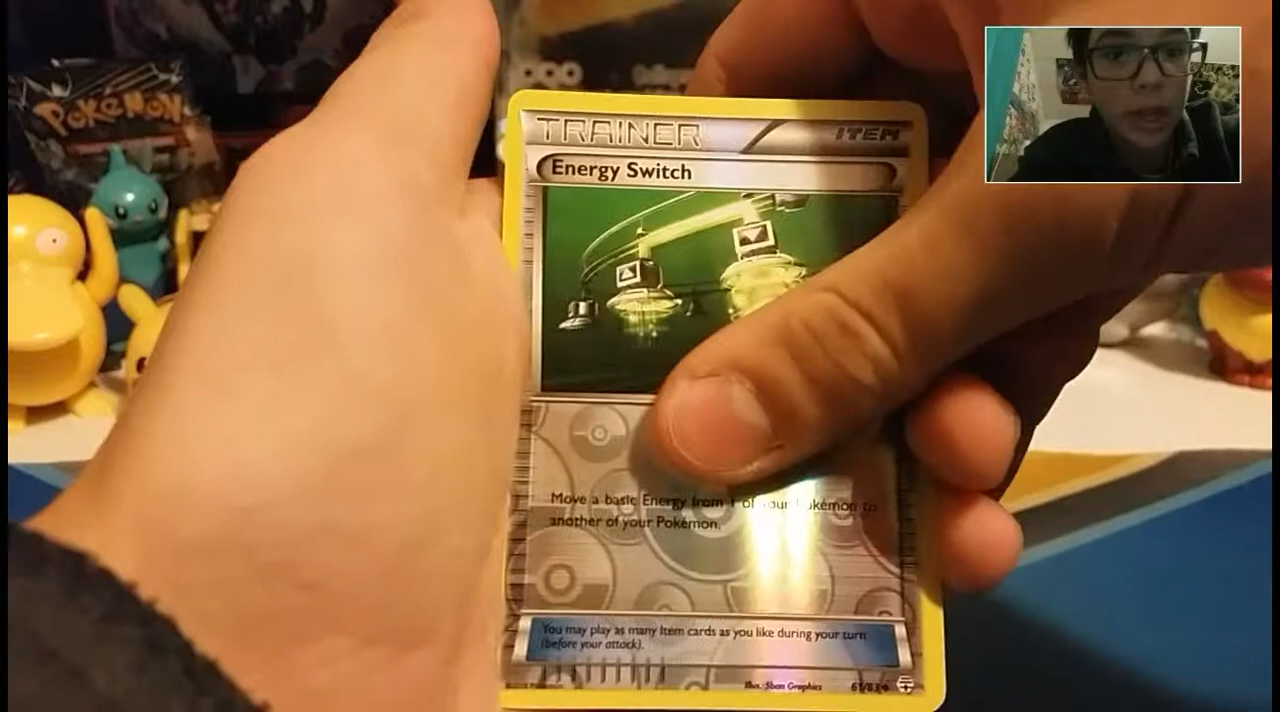 Pokémon
TRAINER
ITEM
Energy Switch
Move a basic Energy from 1 of your Pokémon to
another of your Pokémon.
You may play as many Item cards as you like during your turn
(before your attack).
Illus. Sban Graphics
61/83